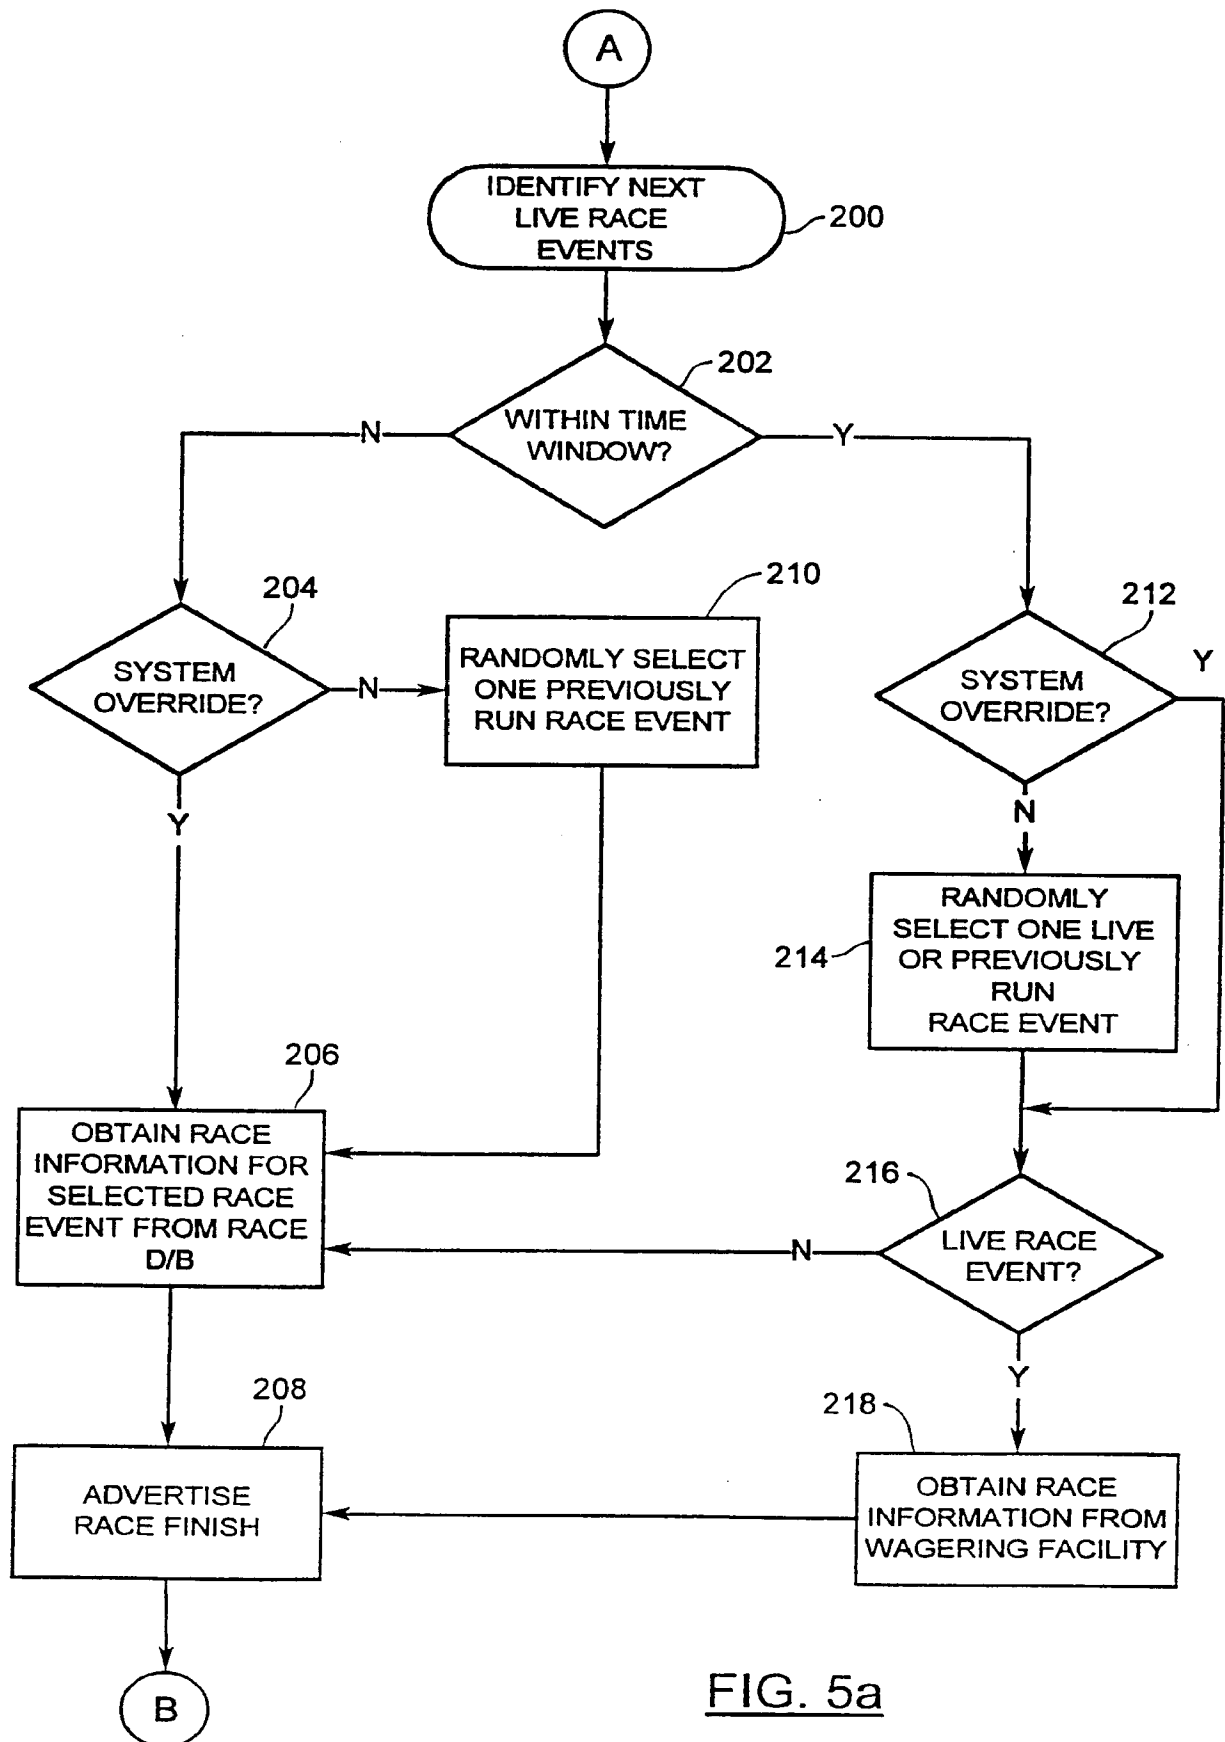 A
IDENTIFY NEXT
LIVE RACE
EVENTS
200
202
WITHIN TIME
WINDOW?
N
Y
204
SYSTEM
OVERRIDE?
N
Y
210
RANDOMLY SELECT
ONE PREVIOUSLY
RUN RACE EVENT
212
SYSTEM
OVERRIDE?
Y
N
214
RANDOMLY
SELECT ONE LIVE
OR PREVIOUSLY
RUN
RACE EVENT
206
OBTAIN RACE
INFORMATION FOR
SELECTED RACE
EVENT FROM RACE
D/B
216
LIVE RACE
EVENT?
N
Y
208
ADVERTISE
RACE FINISH
218
OBTAIN RACE
INFORMATION FROM
WAGERING FACILITY
B
FIG. 5a